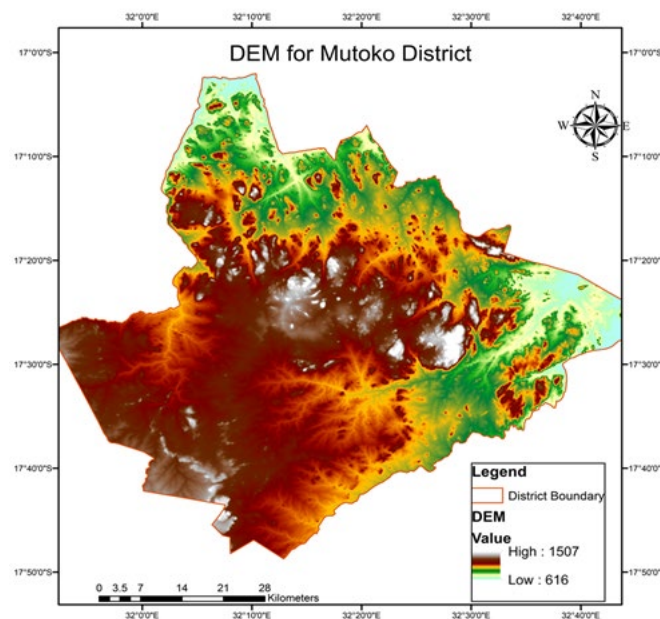 32°0'0"E 32°10'0"E 32°20'0"E 32°30'0"E 32°40'0"E
DEM for Mutoko District
17°0'0"S 17°0'0"S
N
W E
S
17°10'0"S 17°10'0"S
17°20'0"S 17°20'0"S
17°30'0"S 17°30'0"S
17°40'0"S 17°40'0"S
Legend
District Boundary
DEM
Value
High : 1507
Low : 616
17°50'0"S 17°50'0"S
0 3.5 7 14 21 28
Kilometers
32°0'0"E 32°10'0"E 32°20'0"E 32°30'0"E 32°40'0"E